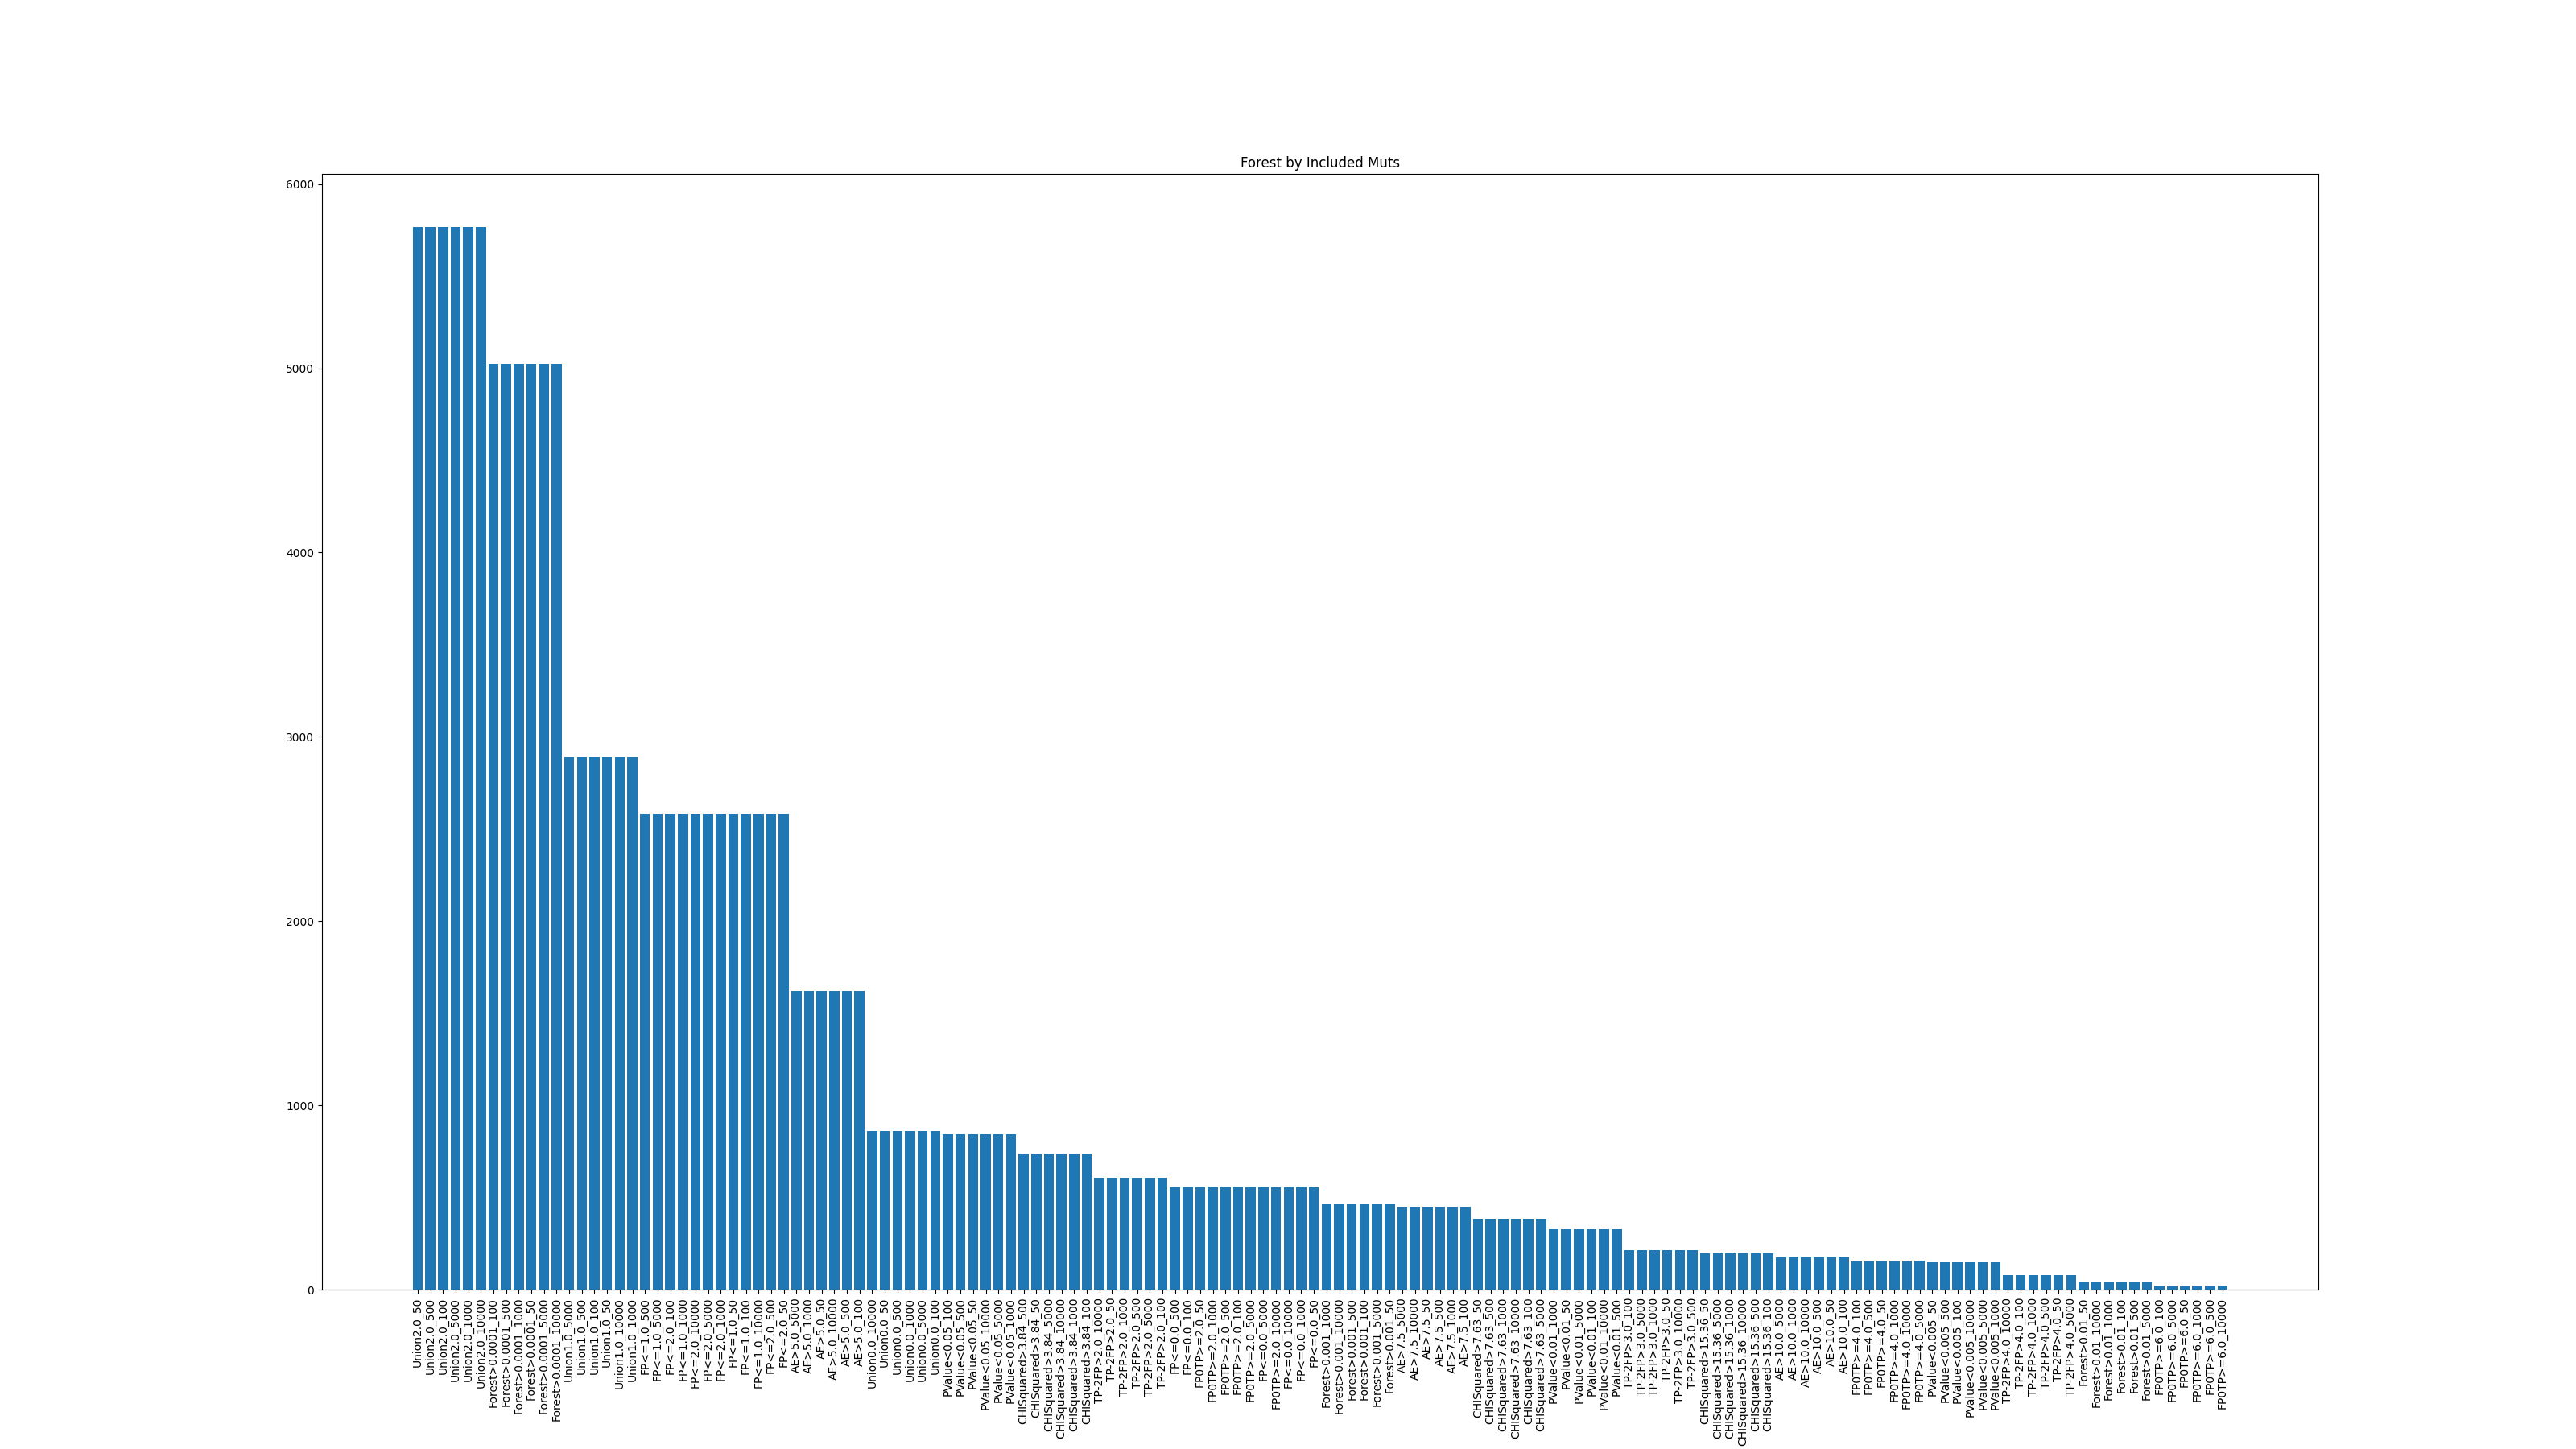 Forest by Included Muts
6000
5000
4000
3000
2000
1000
0
Union2.0_50
Union2.0_500
Union2.0_100
Union2.0_5000
Union2.0_1000
Union2.0_10000
Forest>0.0001_100
Forest>0.0001_500
Forest>0.0001_1000
Forest>0.0001_50
Forest>0.0001_5000
Forest>0.0001_10000
Union1.0_5000
Union1.0_500
Union1.0_100
Union1.0_50
Union1.0_10000
Union1.0_1000
FP<=1.0_500
FP<=1.0_5000
FP<=2.0_100
FP<=1.0_1000
FP<=2.0_10000
FP<=2.0_5000
FP<=2.0_1000
FP<=1.0_50
FP<=1.0_100
FP<=1.0_10000
FP<=2.0_500
FP<=2.0_50
AE>5.0_5000
AE>5.0_1000
AE>5.0_50
AE>5.0_10000
AE>5.0_500
AE>5.0_100
Union0.0_10000
Union0.0_50
Union0.0_500
Union0.0_1000
Union0.0_5000
Union0.0_100
PValue<0.05_100
PValue<0.05_500
PValue<0.05_50
PValue<0.05_10000
PValue<0.05_5000
PValue<0.05_1000
CHISquared>3.84_500
CHISquared>3.84_50
CHISquared>3.84_5000
CHISquared>3.84_10000
CHISquared>3.84_1000
CHISquared>3.84_100
TP-2FP>2.0_10000
TP-2FP>2.0_50
TP-2FP>2.0_1000
TP-2FP>2.0_500
TP-2FP>2.0_5000
TP-2FP>2.0_100
FP<=0.0_500
FP<=0.0_100
FP0TP>=2.0_50
FP0TP>=2.0_1000
FP0TP>=2.0_500
FP0TP>=2.0_100
FP0TP>=2.0_5000
FP<=0.0_5000
FP0TP>=2.0_10000
FP<=0.0_10000
FP<=0.0_1000
FP<=0.0_50
Forest>0.001_1000
Forest>0.001_10000
Forest>0.001_500
Forest>0.001_100
Forest>0.001_5000
Forest>0.001_50
AE>7.5_5000
AE>7.5_10000
AE>7.5_50
AE>7.5_500
AE>7.5_1000
AE>7.5_100
CHISquared>7.63_50
CHISquared>7.63_500
CHISquared>7.63_1000
CHISquared>7.63_10000
CHISquared>7.63_100
CHISquared>7.63_5000
PValue<0.01_1000
PValue<0.01_50
PValue<0.01_5000
PValue<0.01_100
PValue<0.01_10000
PValue<0.01_500
TP-2FP>3.0_100
TP-2FP>3.0_5000
TP-2FP>3.0_1000
TP-2FP>3.0_50
TP-2FP>3.0_10000
TP-2FP>3.0_500
CHISquared>15.36_50
CHISquared>15.36_5000
CHISquared>15.36_1000
CHISquared>15.36_10000
CHISquared>15.36_500
CHISquared>15.36_100
AE>10.0_5000
AE>10.0_1000
AE>10.0_10000
AE>10.0_500
AE>10.0_50
AE>10.0_100
FP0TP>=4.0_100
FP0TP>=4.0_500
FP0TP>=4.0_50
FP0TP>=4.0_1000
FP0TP>=4.0_10000
FP0TP>=4.0_5000
PValue<0.005_50
PValue<0.005_500
PValue<0.005_100
PValue<0.005_10000
PValue<0.005_5000
PValue<0.005_1000
TP-2FP>4.0_10000
TP-2FP>4.0_100
TP-2FP>4.0_1000
TP-2FP>4.0_500
TP-2FP>4.0_50
TP-2FP>4.0_5000
Forest>0.01_50
Forest>0.01_10000
Forest>0.01_1000
Forest>0.01_100
Forest>0.01_500
Forest>0.01_5000
FP0TP>=6.0_100
FP0TP>=6.0_5000
FP0TP>=6.0_50
FP0TP>=6.0_1000
FP0TP>=6.0_500
FP0TP>=6.0_10000